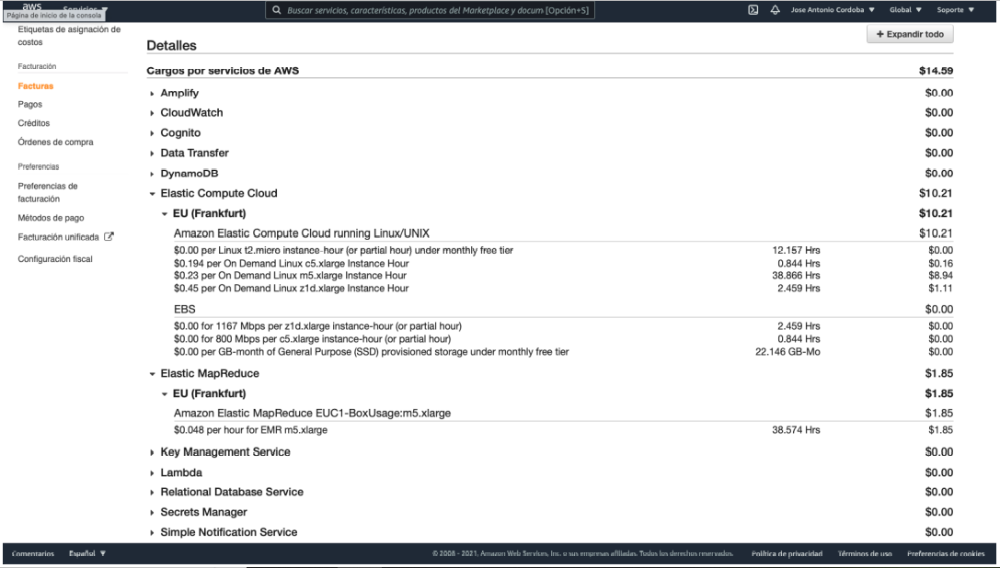 aws
Servicios
Página de inicio de la consola
Buscar servicios, características, productos del Marketplace y docum [Opción+S]
Jose Antonio Cordoba
Global
Soporte
Etiquetas de asignación de
costos
Facturación
Facturas
Pagos
Créditos
Órdenes de compra
Preferencias
Preferencias de
facturación
Métodos de pago
Facturación unificada
Configuración fiscal
+ Expandir todo
Detalles
Cargos por servicios de AWS $14.59
Amplify $0.00
CloudWatch $0.00
Cognito $0.00
Data Transfer $0.00
DynamoDB $0.00
Elastic Compute Cloud $10.21
EU (Frankfurt) $10.21
Amazon Elastic Compute Cloud running Linux/UNIX $10.21
$0.00 per Linux t2.micro instance-hour (or partial hour) under monthly free tier 12.157 Hrs $0.00
$0.194 per On Demand Linux c5.xlarge Instance Hour 0.844 Hrs $0.16
$0.23 per On Demand Linux m5.xlarge Instance Hour 38.866 Hrs $8.94
$0.45 per On Demand Linux z1d.xlarge Instance Hour 2.459 Hrs $1.11
EBS $0.00
$0.00 for 1167 Mbps per z1d.xlarge instance-hour (or partial hour) 2.459 Hrs $0.00
$0.00 for 800 Mbps per c5.xlarge instance-hour (or partial hour) 0.844 Hrs $0.00
$0.00 per GB-month of General Purpose (SSD) provisioned storage under monthly free tier 22.146 GB-Mo $0.00
Elastic MapReduce $1.85
EU (Frankfurt) $1.85
Amazon Elastic MapReduce EUC1-BoxUsage:m5.xlarge $1.85
$0.048 per hour for EMR m5.xlarge 38.574 Hrs $1.85
Key Management Service $0.00
Lambda $0.00
Relational Database Service $0.00
Secrets Manager $0.00
Simple Notification Service $0.00
Comentarios
Español
© 2008 - 2021, Amazon Web Services, Inc. o sus empresas afiliadas. Todos los derechos reservados.
Política de privacidad
Términos de uso
Preferencias de cookies